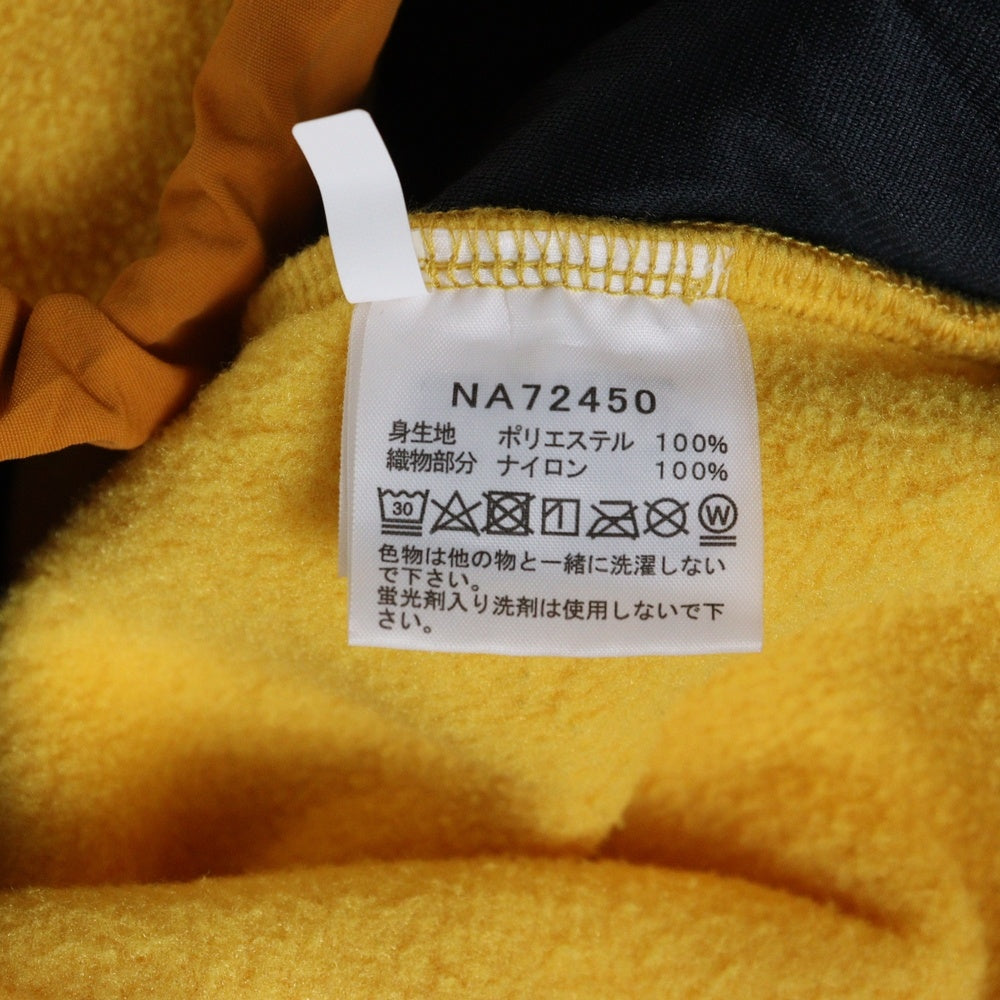 NA72450
身生地 ポリエステル 100%
織物部分 ナイロン 100%
30 W
色物は他の物と一緒に洗濯しない
で下さい。
蛍光剤入り洗剤は使用しないで下
さい。